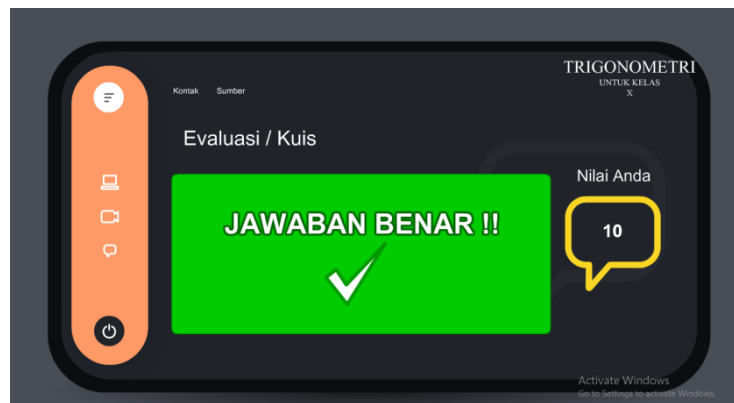 TRIGONOMETRI
UNTUK KELAS
X
Kontak Sumber
Evaluasi / Kuis
Nilai Anda
JAWABAN BENAR !!
10
Activate Windows
Go to Settings to activate Windows.